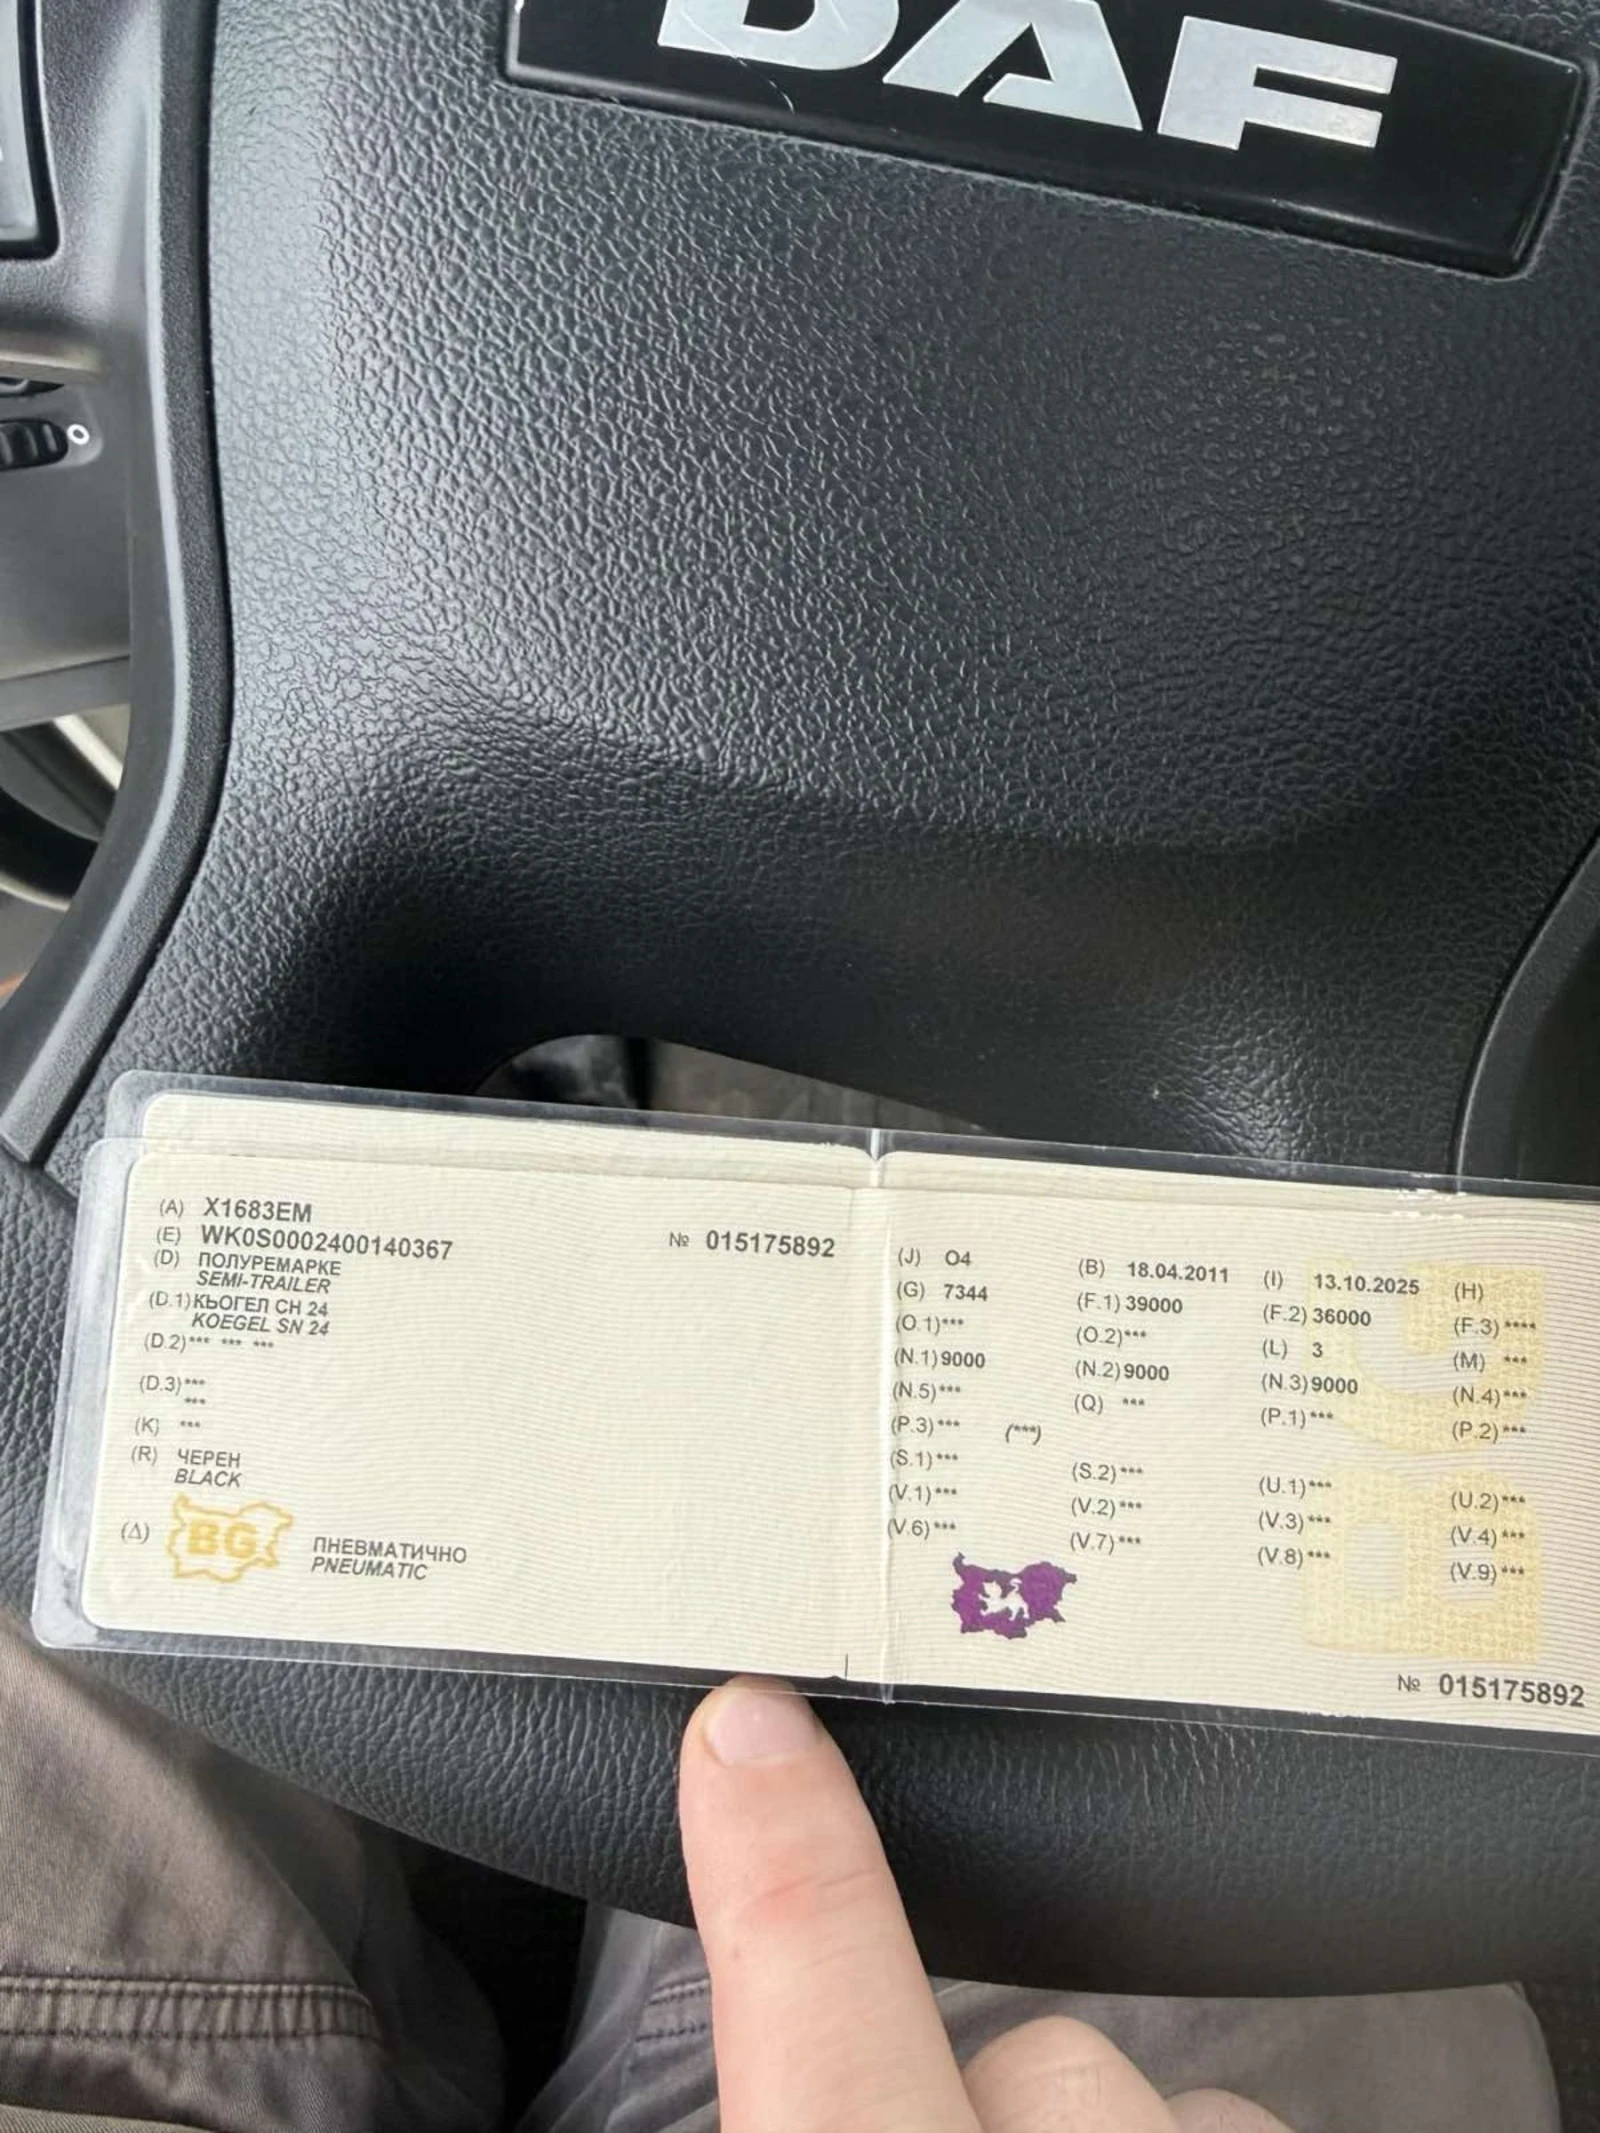 DAF
(A) X1683EM
(E) WK0S0002400140367
№ 015175892
(D) ПОЛУРЕМАРКЕ
SEMI-TRAILER
(D.1) КЬОГЕЛ СН 24
KOEGEL SN 24
(D.2)*** *** ***
(D.3)***
***
(K) ***
(R) ЧЕРЕН
BLACK
(Δ) BG ПНЕВМАТИЧНО
PNEUMATIC
(J) O4 (B) 18.04.2011 (I) 13.10.2025 (H)
(G) 7344 (F.1) 39000 (F.2) 36000 (F.3) ****
(O.1)*** (O.2)*** (L) 3 (M) ***
(N.1) 9000 (N.2) 9000 (N.3) 9000 (N.4)***
(N.5)*** (Q) *** (P.1)*** (P.2)***
(P.3)*** (***)
(S.1)*** (S.2)*** (U.1)*** (U.2)***
(V.1)*** (V.2)*** (V.3)*** (V.4)***
(V.6)*** (V.7)*** (V.8)*** (V.9)***
№ 015175892